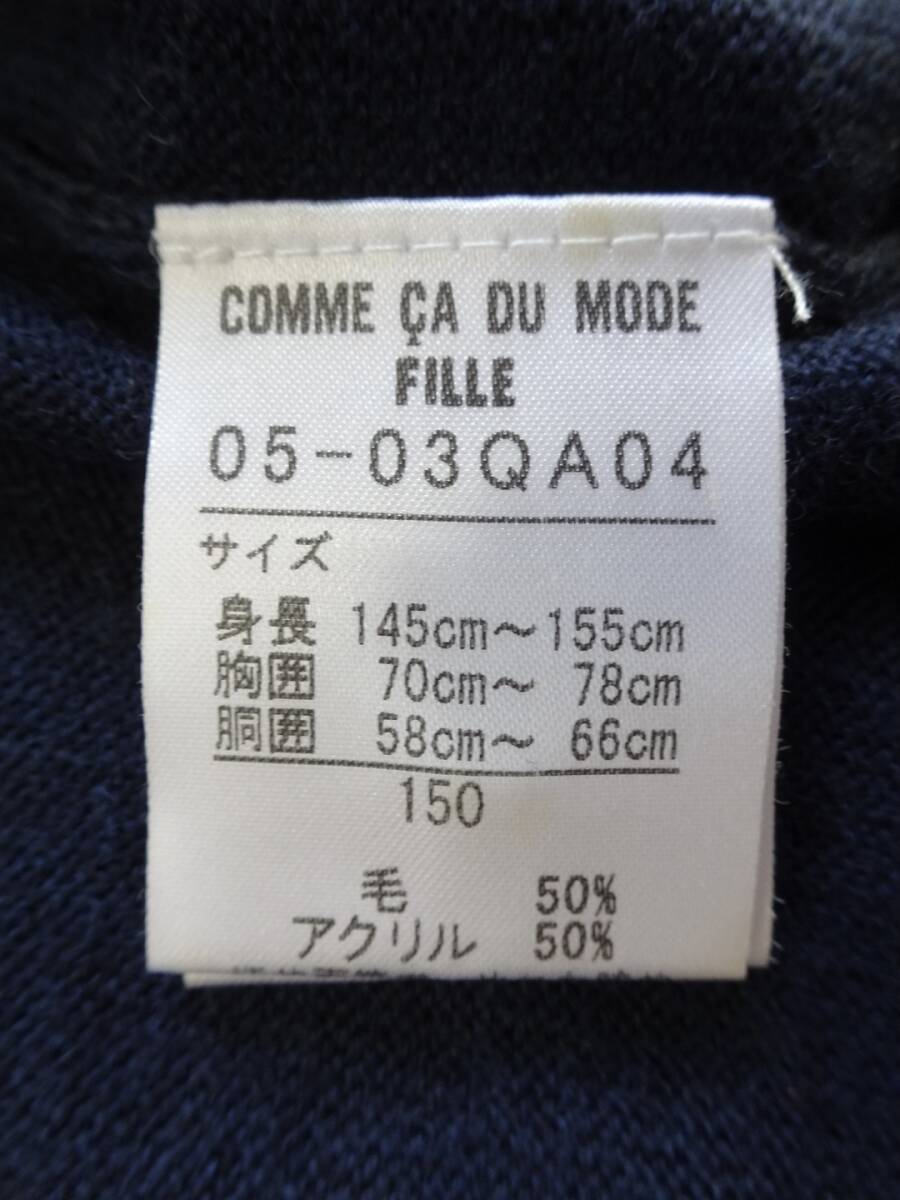 COMME ÇA DU MODE
FILLE
05-03QA04
サイズ
身長 145cm～155cm
胸囲 70cm～ 78cm
胴囲 58cm～ 66cm
150
毛 50%
アクリル 50%